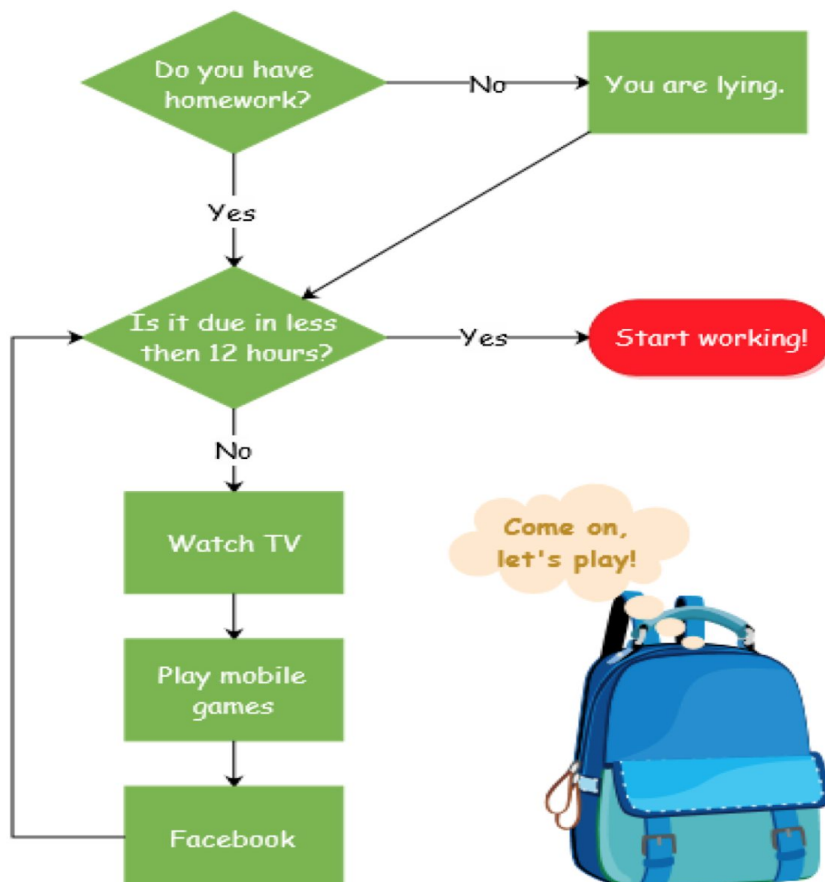 Do you have
homework?
No
You are lying.
Yes
Is it due in less
then 12 hours?
Yes
Start working!
No
Watch TV
Come on,
let's play!
Play mobile
games
Facebook